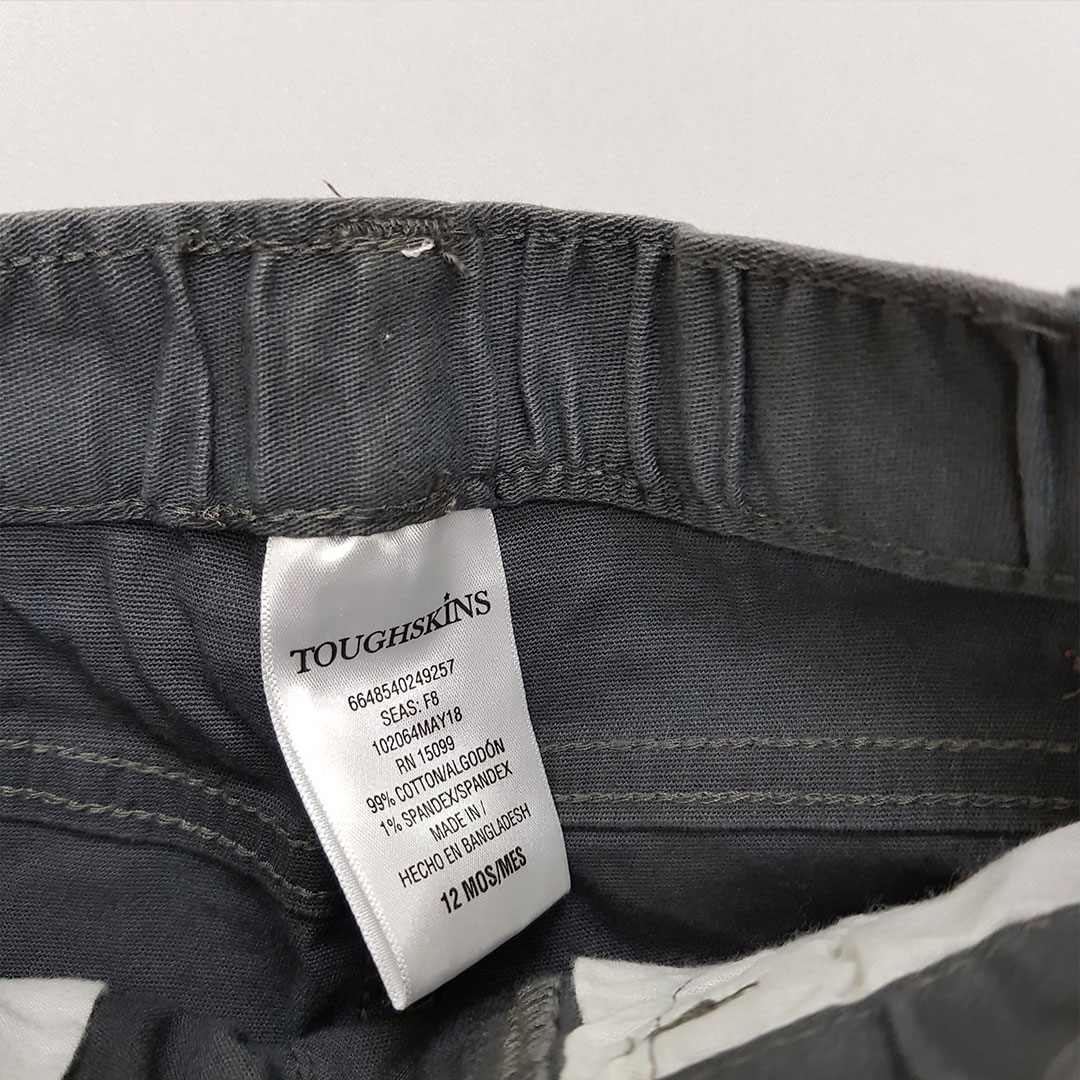 TOUGHSKINS
6648540249257
SEAS: F8
102064MAY18
RN 15099
99% COTTON/ALGODÓN
1% SPANDEX/SPANDEX
MADE IN /
HECHO EN BANGLADESH
12 MOS/MES